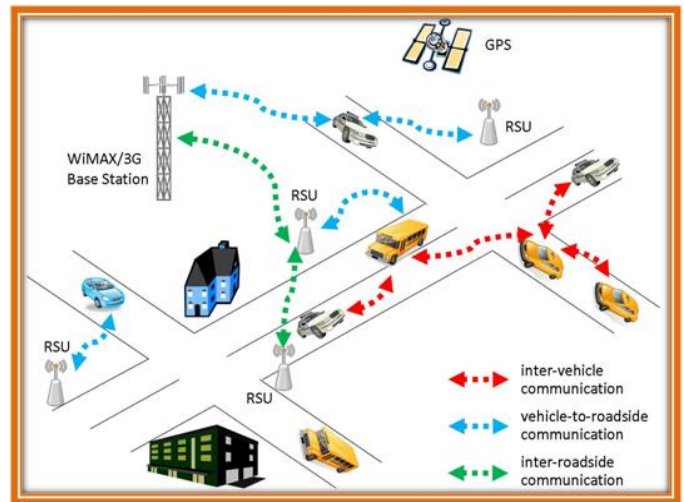 GPS
RSU
WiMAX/3G
Base Station
RSU
RSU
RSU
inter-vehicle
communication
vehicle-to-roadside
communication
inter-roadside
communication